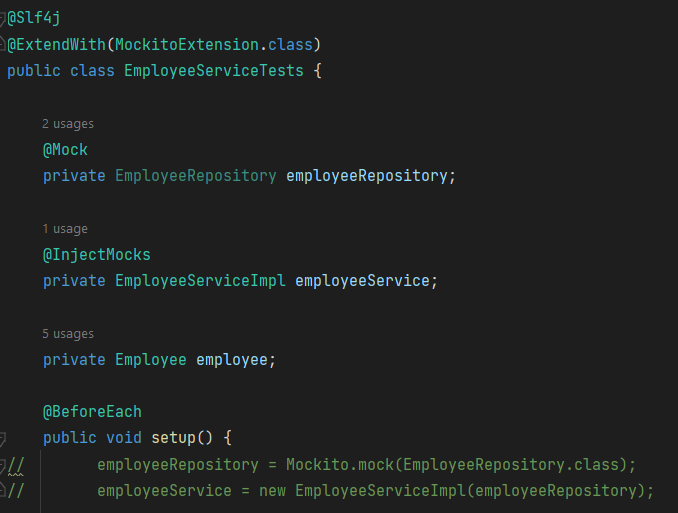 @Slf4j
@ExtendWith(MockitoExtension.class)
public class EmployeeServiceTests {
2 usages
@Mock
private EmployeeRepository employeeRepository;
1 usage
@InjectMocks
private EmployeeServiceImpl employeeService;
5 usages
private Employee employee;
@BeforeEach
public void setup() {
//        employeeRepository = Mockito.mock(EmployeeRepository.class);
//        employeeService = new EmployeeServiceImpl(employeeRepository);